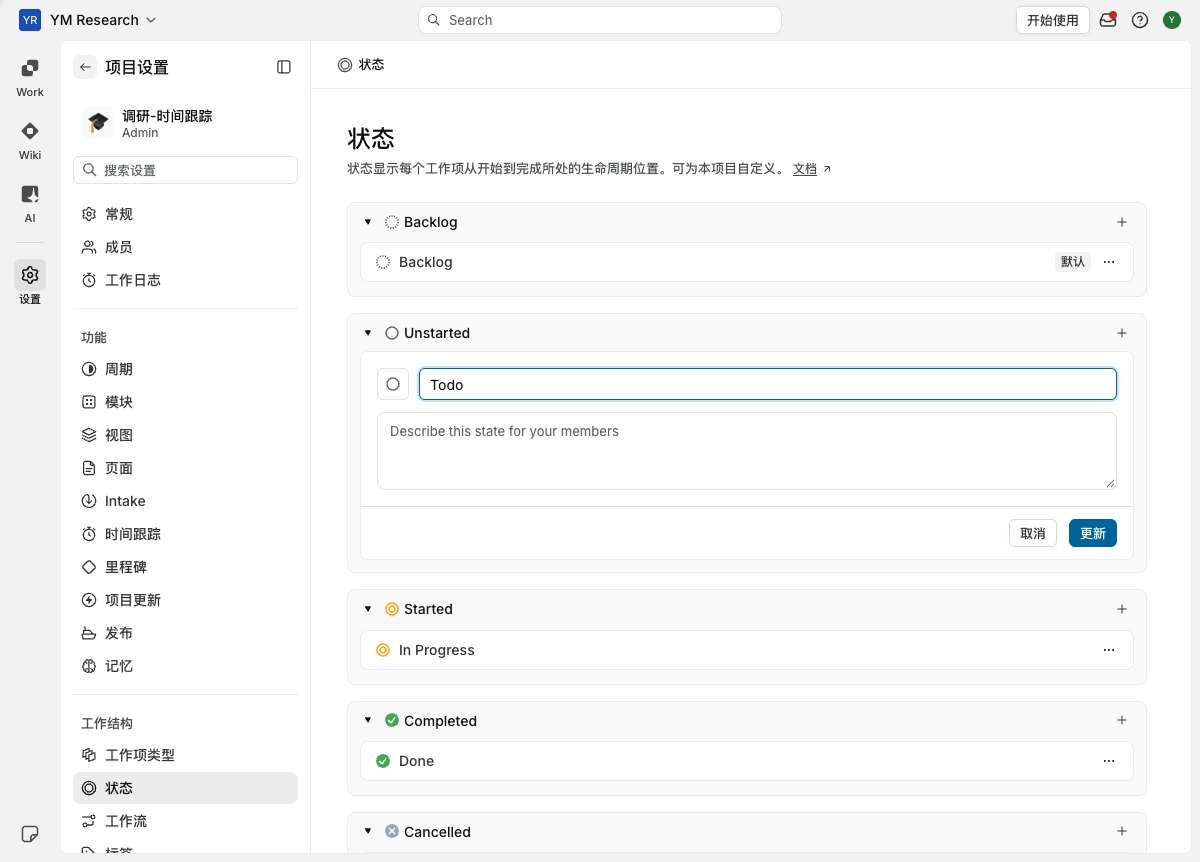 YR YM Research
Search
开始使用
Y
Work
Wiki
AI
设置
项目设置
调研-时间跟踪
Admin
搜索设置
常规
成员
工作日志
功能
周期
模块
视图
页面
Intake
时间跟踪
里程碑
项目更新
发布
记忆
工作结构
工作项类型
状态
工作流
标签
状态
状态
状态显示每个工作项从开始到完成所处的生命周期位置。可为本项目自定义。 文档
Backlog
Backlog 默认
Unstarted
Todo
Describe this state for your members
取消 更新
Started
In Progress
Completed
Done
Cancelled